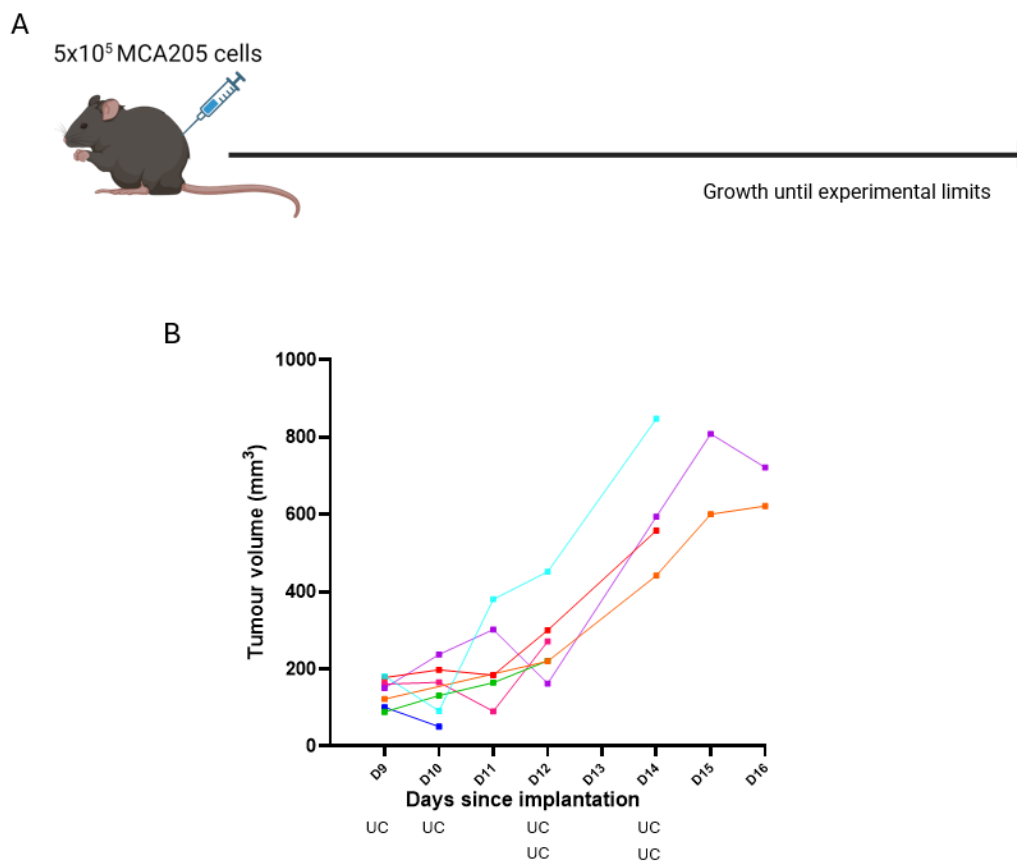 A
5x10⁵ MCA205 cells
Growth until experimental limits
B
Tumour volume (mm³)
1000
800
600
400
200
0
D9 D10 D11 D12 D13 D14 D15 D16
Days since implantation
UC UC UC UC
UC UC